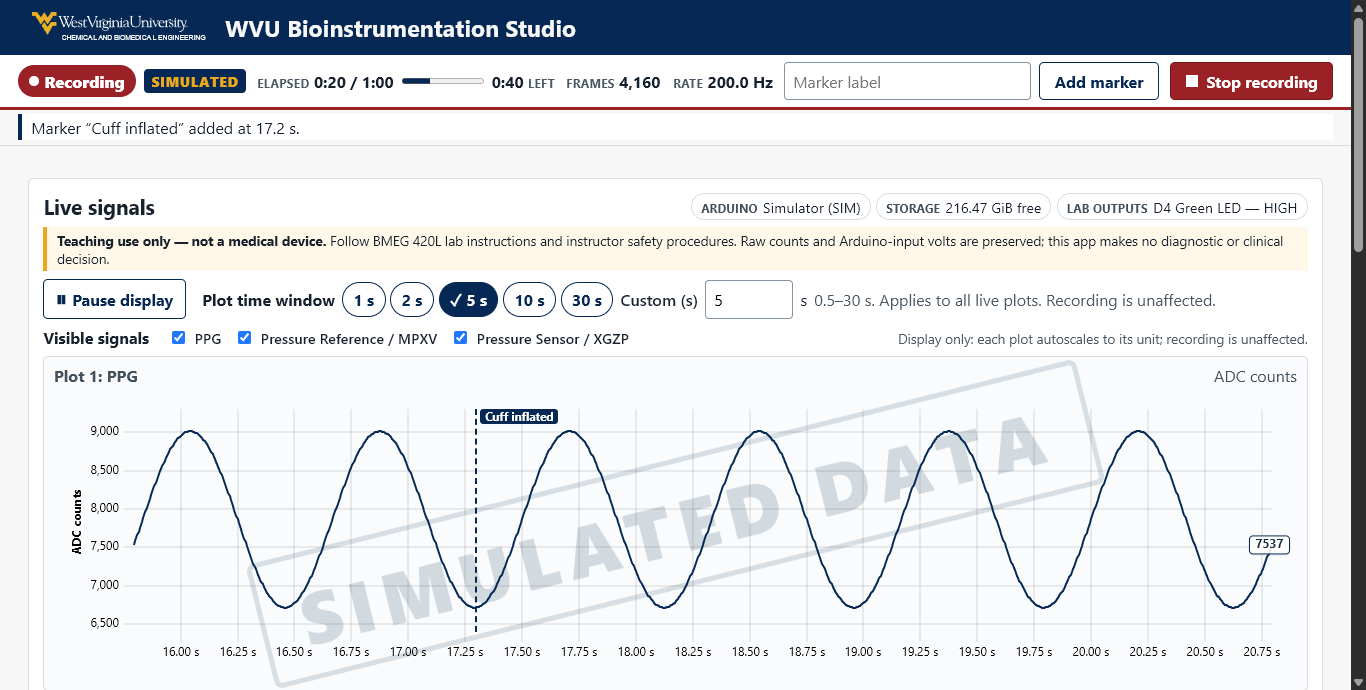 West Virginia University.
CHEMICAL AND BIOMEDICAL ENGINEERING
WVU Bioinstrumentation Studio
Recording SIMULATED ELAPSED 0:20 / 1:00 0:40 LEFT FRAMES 4,160 RATE 200.0 Hz Marker label Add marker Stop recording
Marker “Cuff inflated” added at 17.2 s.
Live signals ARDUINO Simulator (SIM) STORAGE 216.47 GiB free LAB OUTPUTS D4 Green LED — HIGH
Teaching use only — not a medical device. Follow BMEG 420L lab instructions and instructor safety procedures. Raw counts and Arduino-input volts are preserved; this app makes no diagnostic or clinical
decision.
Pause display Plot time window 1 s 2 s ✓ 5 s 10 s 30 s Custom (s) 5 s 0.5–30 s. Applies to all live plots. Recording is unaffected.
Visible signals PPG Pressure Reference / MPXV Pressure Sensor / XGZP Display only: each plot autoscales to its unit; recording is unaffected.
Plot 1: PPG ADC counts
Cuff inflated
9,000
8,500
8,000
7,500
7,000
6,500
ADC counts
SIMULATED DATA
7537
16.00 s 16.25 s 16.50 s 16.75 s 17.00 s 17.25 s 17.50 s 17.75 s 18.00 s 18.25 s 18.50 s 18.75 s 19.00 s 19.25 s 19.50 s 19.75 s 20.00 s 20.25 s 20.50 s 20.75 s